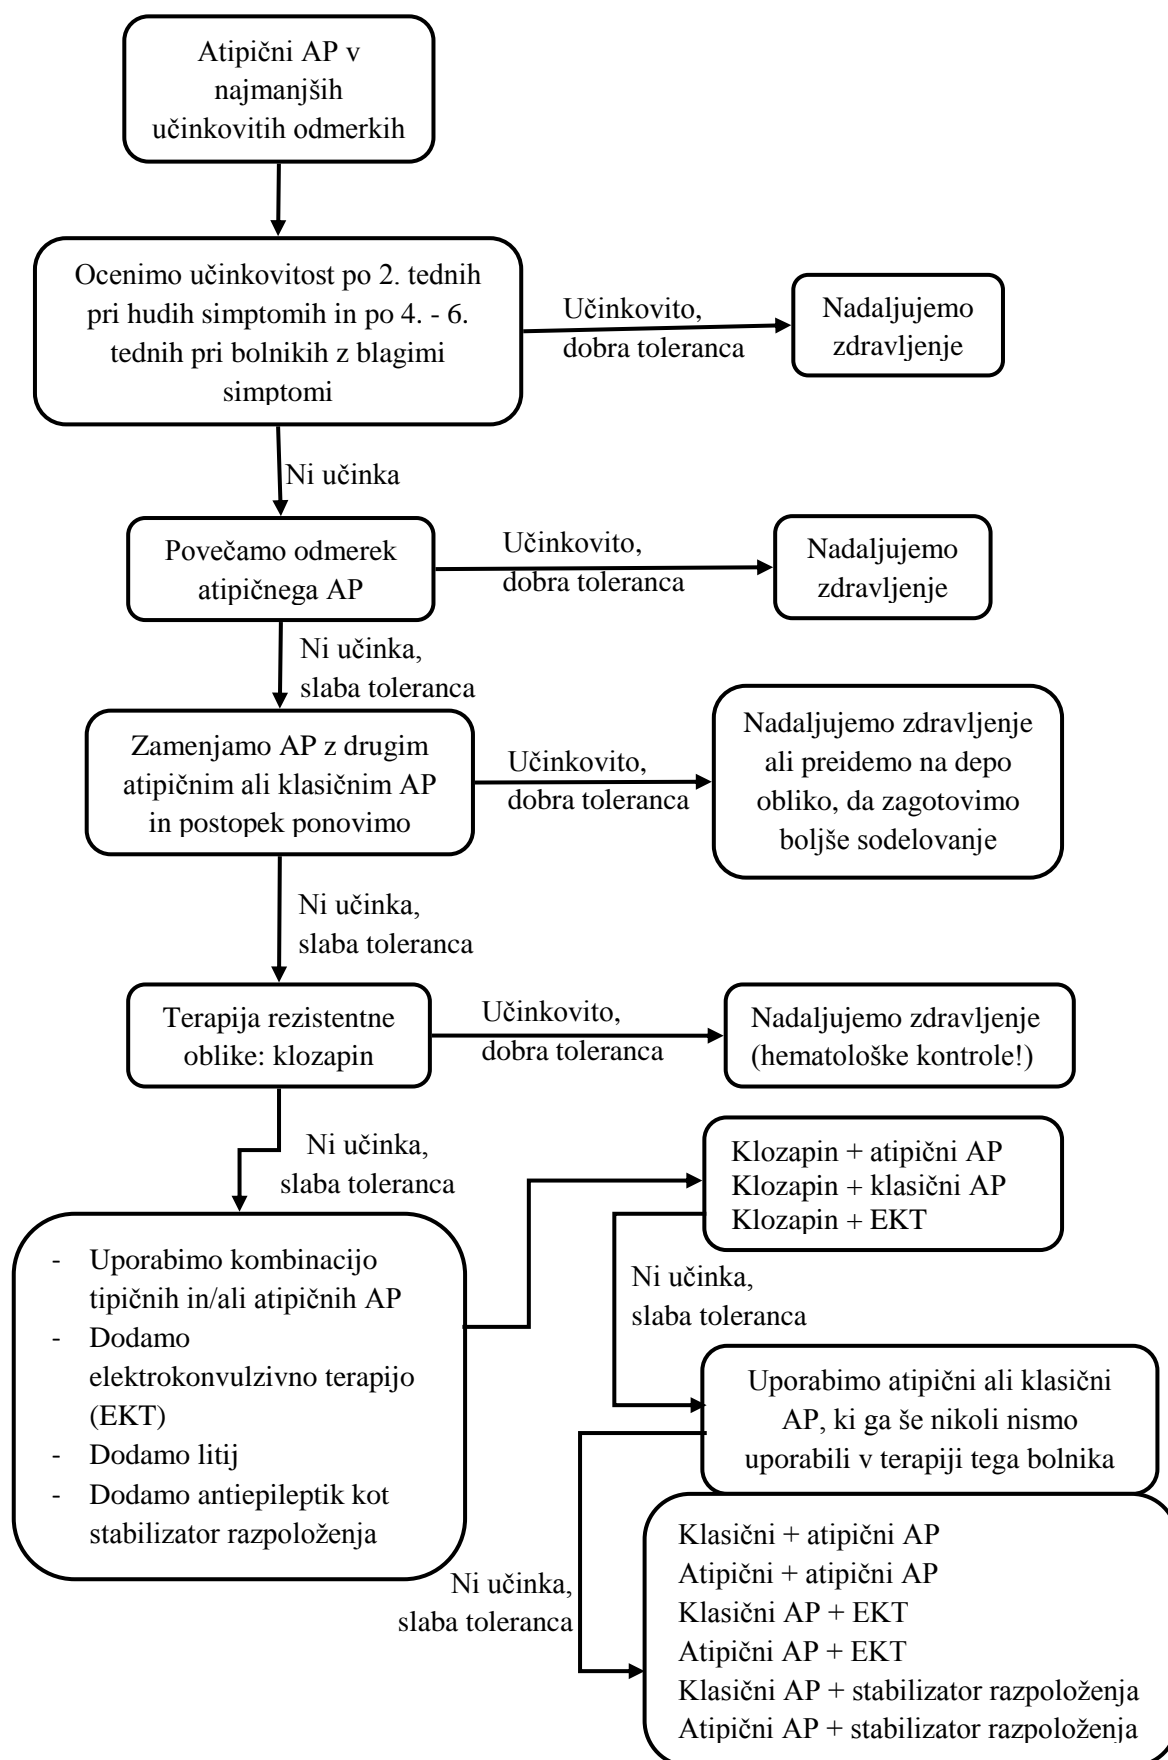 Atipični AP v
najmanjših
učinkovitih odmerkih
Ocenimo učinkovitost po 2. tednih
pri hudih simptomih in po 4. - 6.
tednih pri bolnikih z blagimi
simptomi
Učinkovito,
dobra toleranca
Nadaljujemo
zdravljenje
Ni učinka
Povečamo odmerek
atipičnega AP
Učinkovito,
dobra toleranca
Nadaljujemo
zdravljenje
Ni učinka,
slaba toleranca
Zamenjamo AP z drugim
atipičnim ali klasičnim AP
in postopek ponovimo
Učinkovito,
dobra toleranca
Nadaljujemo zdravljenje
ali preidemo na depo
obliko, da zagotovimo
boljše sodelovanje
Ni učinka,
slaba toleranca
Terapija rezistentne
oblike: klozapin
Učinkovito,
dobra toleranca
Nadaljujemo zdravljenje
(hematološke kontrole!)
Ni učinka,
slaba toleranca
- Uporabimo kombinacijo
tipičnih in/ali atipičnih AP
- Dodamo
elektrokonvulzivno terapijo
(EKT)
- Dodamo litij
- Dodamo antiepileptik kot
stabilizator razpoloženja
Klozapin + atipični AP
Klozapin + klasični AP
Klozapin + EKT
Ni učinka,
slaba toleranca
Uporabimo atipični ali klasični
AP, ki ga še nikoli nismo
uporabili v terapiji tega bolnika
Ni učinka,
slaba toleranca
Klasični + atipični AP
Atipični + atipični AP
Klasični AP + EKT
Atipični AP + EKT
Klasični AP + stabilizator razpoloženja
Atipični AP + stabilizator razpoloženja